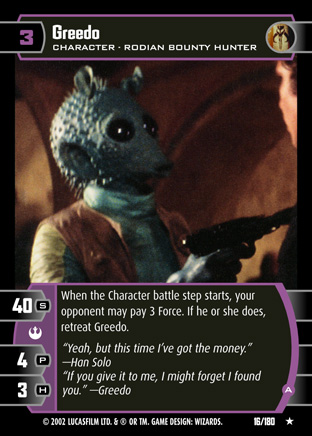 3
Greedo
CHARACTER · RODIAN BOUNTY HUNTER
40 S
When the Character battle step starts, your
opponent may pay 3 Force. If he or she does,
retreat Greedo.
4 P
"Yeah, but this time I've got the money."
—Han Solo
3 H
"If you give it to me, I might forget I found
you." —Greedo
A
© 2002 LUCASFILM LTD. & ® OR TM. GAME DESIGN: WIZARDS.
16/180